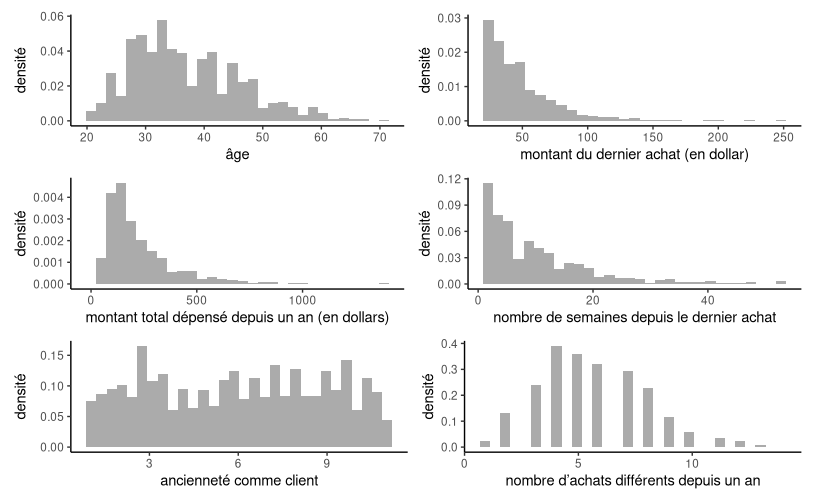 densité
0.06
0.04
0.02
0.00
20 30 40 50 60 70
âge
densité
0.03
0.02
0.01
0.00
50 100 150 200 250
montant du dernier achat (en dollar)
densité
0.004
0.003
0.002
0.001
0.000
0 500 1000
montant total dépensé depuis un an (en dollars)
densité
0.12
0.09
0.06
0.03
0.00
0 20 40
nombre de semaines depuis le dernier achat
densité
0.15
0.10
0.05
0.00
3 6 9
ancienneté comme client
densité
0.4
0.3
0.2
0.1
0.0
0 5 10
nombre d'achats différents depuis un an